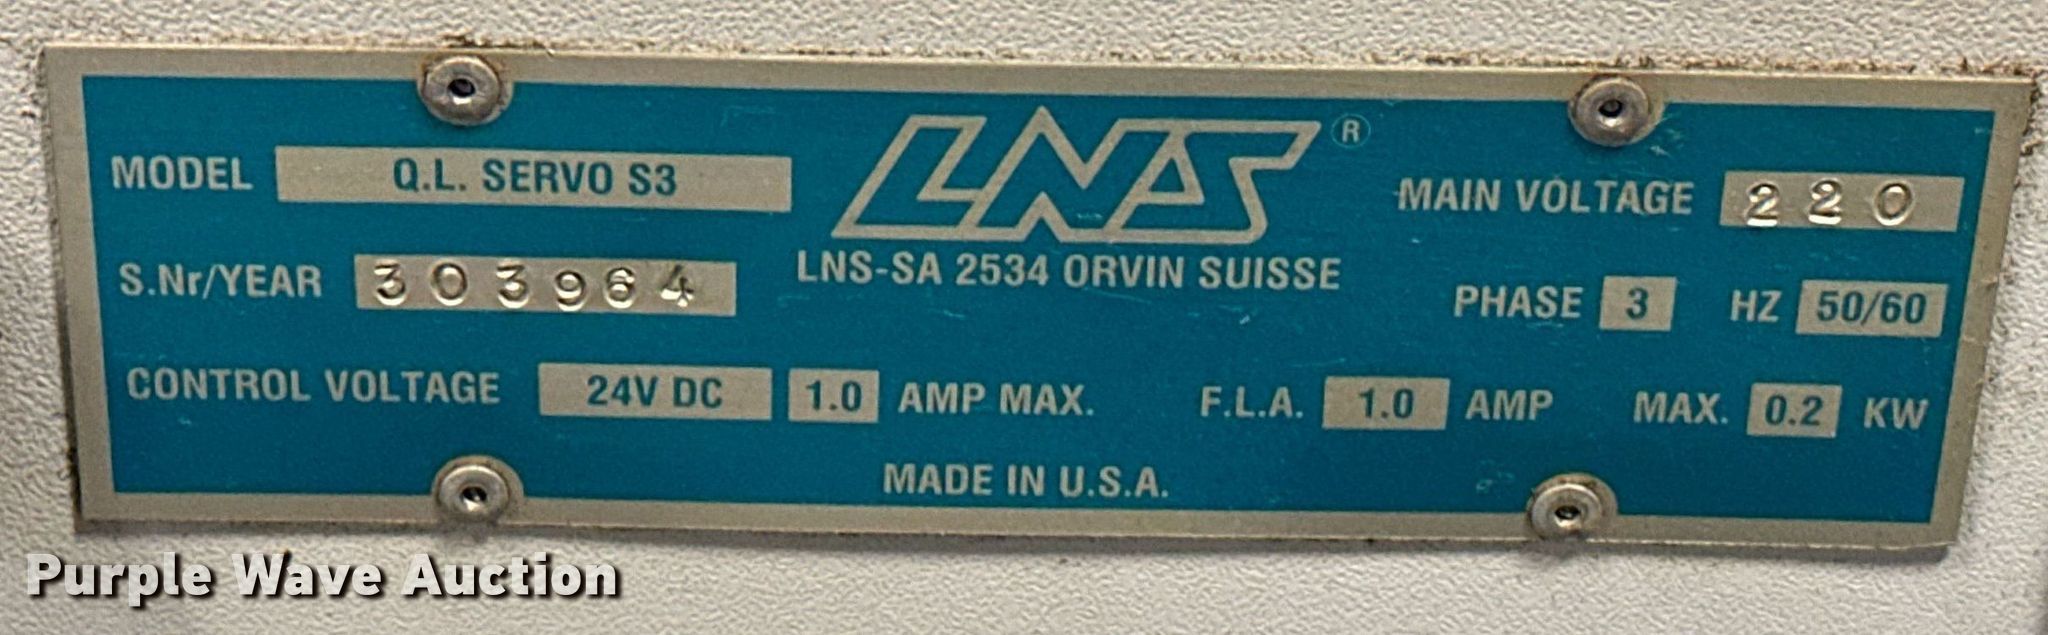 LNS®
MODEL Q.L. SERVO S3
MAIN VOLTAGE 220
LNS-SA 2534 ORVIN SUISSE
S.Nr/YEAR 303964
PHASE 3 HZ 50/60
CONTROL VOLTAGE 24V DC 1.0 AMP MAX.
F.L.A. 1.0 AMP MAX. 0.2 KW
MADE IN U.S.A.
Purple Wave Auction